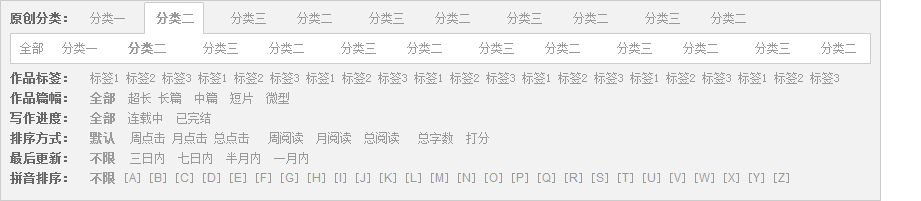 原创分类： 分类一 分类二 分类三 分类二 分类三 分类二 分类三 分类二 分类三 分类二
全部 分类一 分类二 分类三 分类二 分类三 分类二 分类三 分类二 分类三 分类二 分类三 分类二
作品标签： 标签1 标签2 标签3 标签1 标签2 标签3 标签1 标签2 标签3 标签1 标签2 标签3 标签1 标签2 标签3 标签1 标签2 标签3 标签1 标签2 标签3
作品篇幅： 全部 超长 长篇 中篇 短片 微型
写作进度： 全部 连载中 已完结
排序方式： 默认 周点击 月点击 总点击 周阅读 月阅读 总阅读 总字数 打分
最后更新： 不限 三日内 七日内 半月内 一月内
拼音排序： 不限 [A] [B] [C] [D] [E] [F] [G] [H] [I] [J] [K] [L] [M] [N] [O] [P] [Q] [R] [S] [T] [U] [V] [W] [X] [Y] [Z]